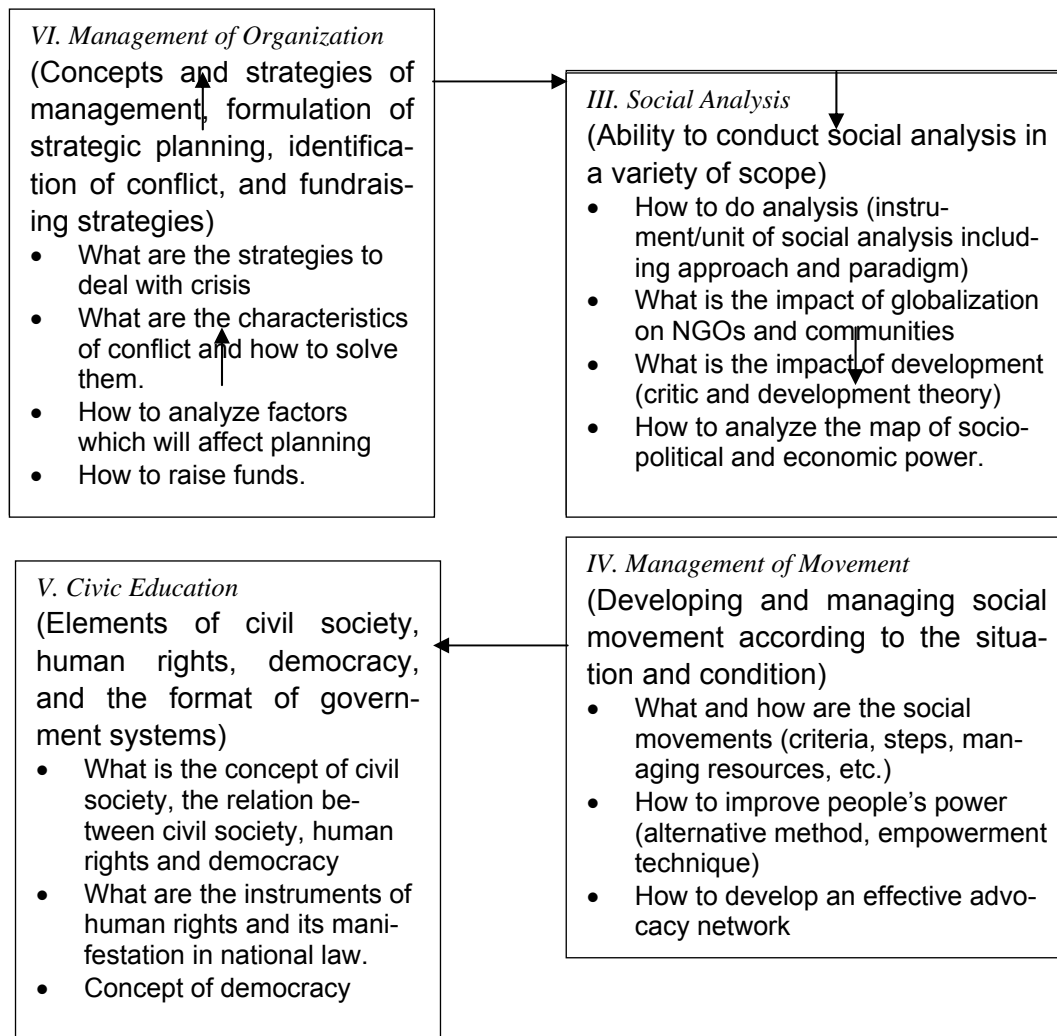 VI. Management of Organization
(Concepts and strategies of
management, formulation of
strategic planning, identifica-
tion of conflict, and fundrais-
ing strategies)
• What are the strategies to
deal with crisis
• What are the characteristics
of conflict and how to solve
them.
• How to analyze factors
which will affect planning
• How to raise funds.
III. Social Analysis
(Ability to conduct social analysis in
a variety of scope)
• How to do analysis (instru-
ment/unit of social analysis includ-
ing approach and paradigm)
• What is the impact of globalization
on NGOs and communities
• What is the impact of development
(critic and development theory)
• How to analyze the map of socio-
political and economic power.
V. Civic Education
(Elements of civil society,
human rights, democracy,
and the format of govern-
ment systems)
• What is the concept of civil
society, the relation be-
tween civil society, human
rights and democracy
• What are the instruments of
human rights and its mani-
festation in national law.
• Concept of democracy
IV. Management of Movement
(Developing and managing social
movement according to the situa-
tion and condition)
• What and how are the social
movements (criteria, steps, man-
aging resources, etc.)
• How to improve people’s power
(alternative method, empowerment
technique)
• How to develop an effective advo-
cacy network